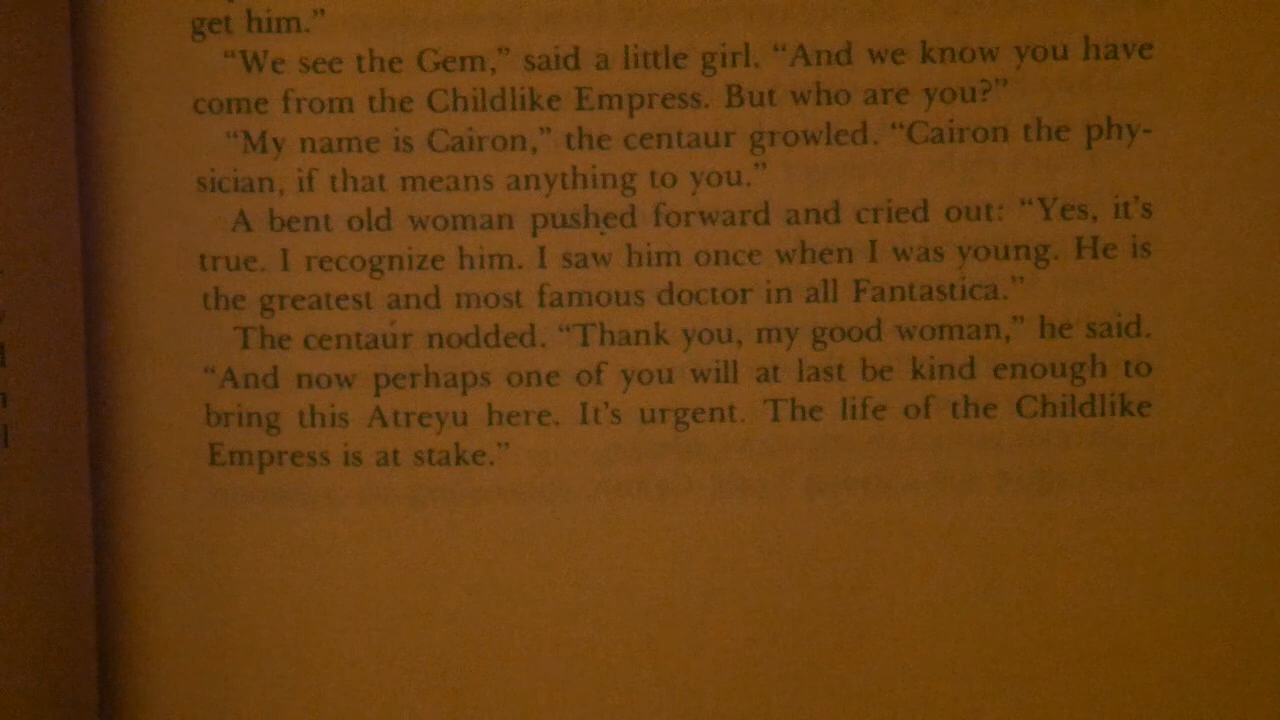 get him.”
“We see the Gem,” said a little girl. “And we know you have
come from the Childlike Empress. But who are you?”
“My name is Cairon,” the centaur growled. “Cairon the phy-
sician, if that means anything to you.”
A bent old woman pushed forward and cried out: “Yes, it’s
true. I recognize him. I saw him once when I was young. He is
the greatest and most famous doctor in all Fantastica.”
The centaur nodded. “Thank you, my good woman,” he said.
“And now perhaps one of you will at last be kind enough to
bring this Atreyu here. It’s urgent. The life of the Childlike
Empress is at stake.”